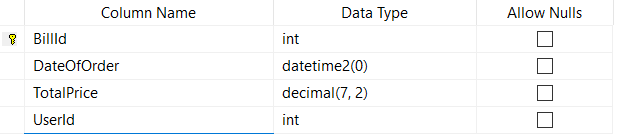 Column Name Data Type Allow Nulls
BillId int
DateOfOrder datetime2(0)
TotalPrice decimal(7, 2)
UserId int